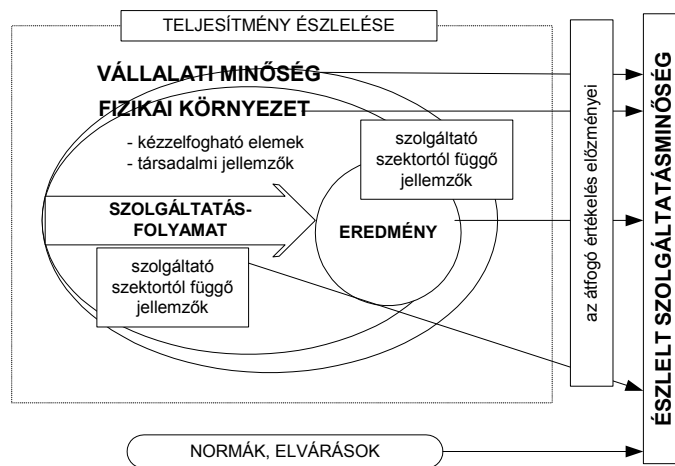 TELJESÍTMÉNY ÉSZLELÉSE
VÁLLALATI MINŐSÉG
FIZIKAI KÖRNYEZET
- kézzelfogható elemek
- társadalmi jellemzők
szolgáltató
szektortól függő
jellemzők
SZOLGÁLTATÁS-
FOLYAMAT
EREDMÉNY
szolgáltató
szektortól függő
jellemzők
az átfogó értékelés előzményei
ÉSZLELT SZOLGÁLTATÁSMINŐSÉG
NORMÁK, ELVÁRÁSOK